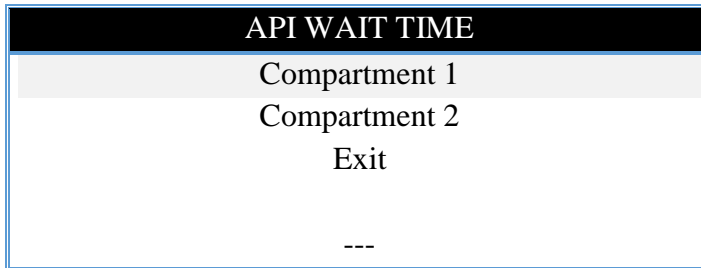 API WAIT TIME
Compartment 1
Compartment 2
Exit
---